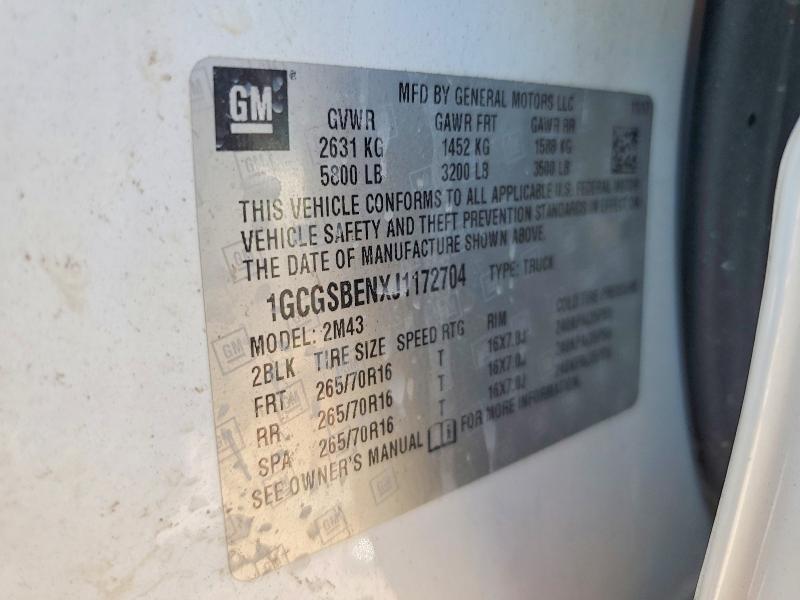 GM
MFD BY GENERAL MOTORS LLC
GVWR GAWR FRT GAWR RR
2631 KG 1452 KG 1588 KG
5800 LB 3200 LB 3500 LB
THIS VEHICLE CONFORMS TO ALL APPLICABLE U.S. FEDERAL MOTOR
VEHICLE SAFETY AND THEFT PREVENTION STANDARDS IN EFFECT ON
THE DATE OF MANUFACTURE SHOWN ABOVE.
1GCGSBENXJ1172704 TYPE: TRUCK
MODEL: 2M43
2BLK TIRE SIZE SPEED RTG RIM COLD TIRE PRESSURE
FRT 265/70R16 T 16X7.0J
RR 265/70R16 T 16X7.0J
SPA 265/70R16 T 16X7.0J
SEE OWNER'S MANUAL FOR MORE INFORMATION.